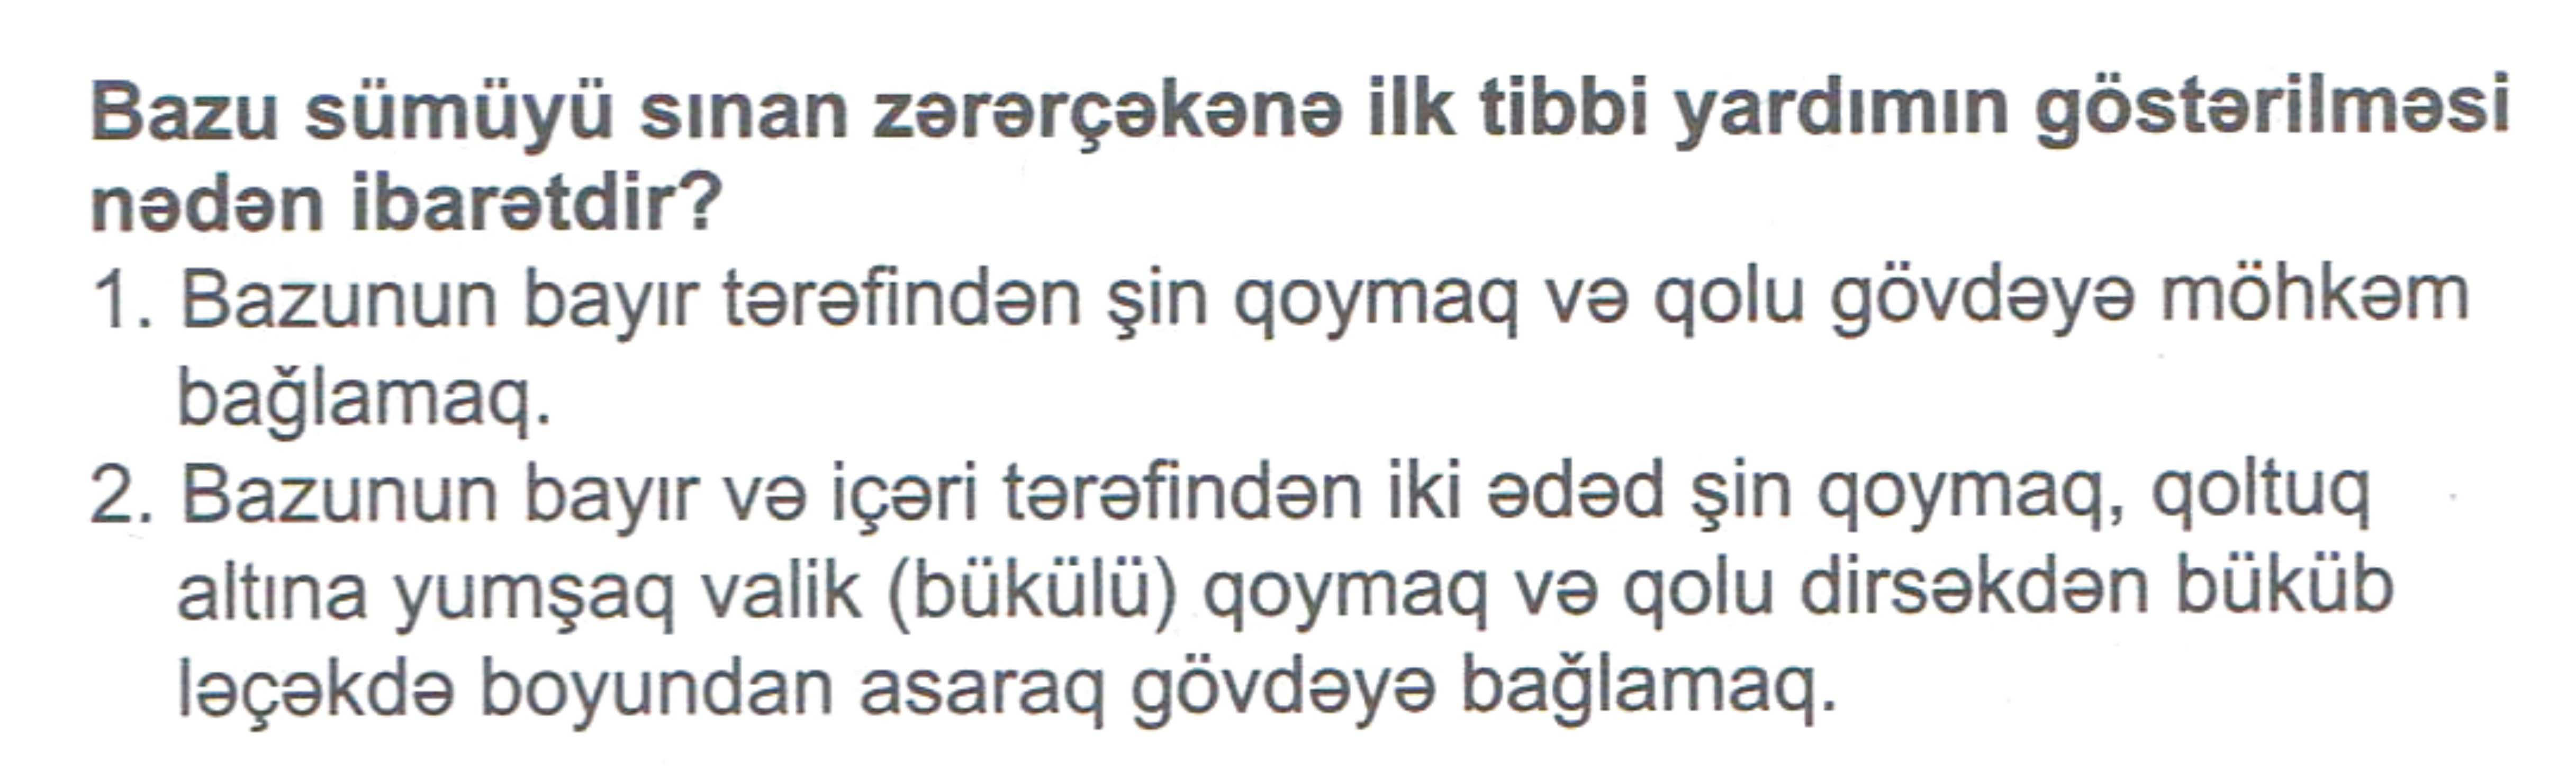 Bazu sümüyü sınan zərərçəkənə ilk tibbi yardımın göstərilməsi
nədən ibarətdir?
1. Bazunun bayır tərəfindən şin qoymaq və qolu gövdəyə möhkəm
bağlamaq.
2. Bazunun bayır və içəri tərəfindən iki ədəd şin qoymaq, qoltuq
altına yumşaq valik (bükülü) qoymaq və qolu dirsəkdən büküb
ləçəkdə boyundan asaraq gövdəyə bağlamaq.